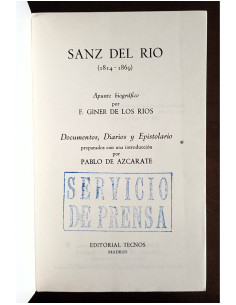 SANZ DEL RIO
(1814-1869)
Apunte biográfico
por
F. GINER DE LOS RIOS
Documentos, Diarios y Epistolario
preparados con una introducción
por
PABLO DE AZCARATE
SERVICIO
DE PRENSA
EDITORIAL TECNOS
MADRID